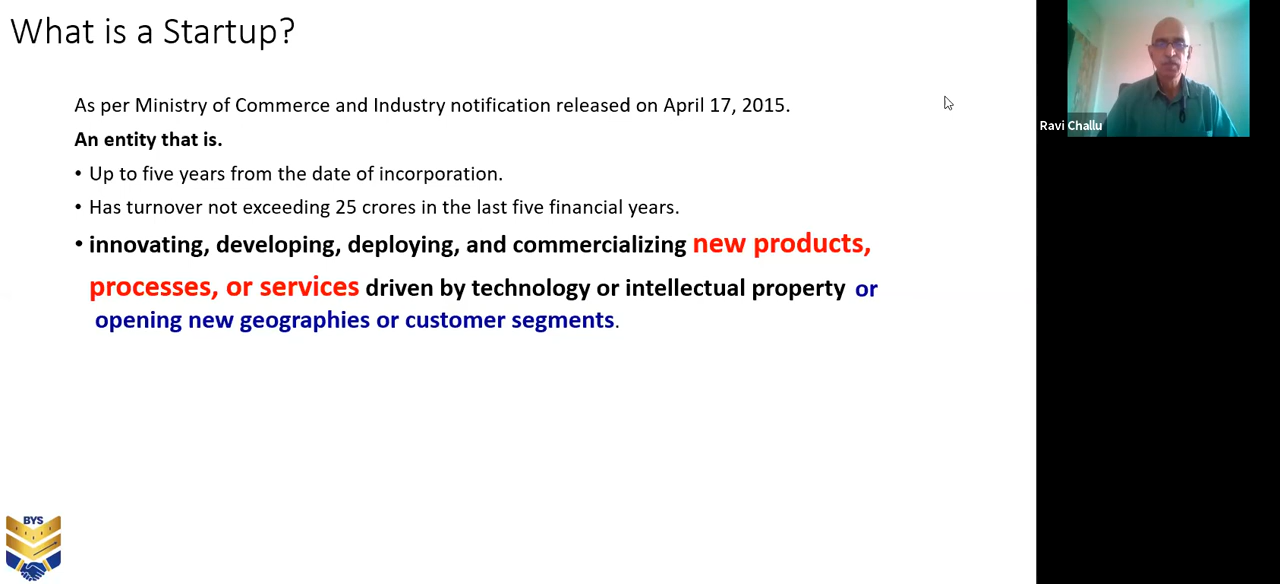 What is a Startup?
As per Ministry of Commerce and Industry notification released on April 17, 2015.
An entity that is.
• Up to five years from the date of incorporation.
• Has turnover not exceeding 25 crores in the last five financial years.
• innovating, developing, deploying, and commercializing new products,
processes, or services driven by technology or intellectual property or
opening new geographies or customer segments.
Ravi Challu
BYS